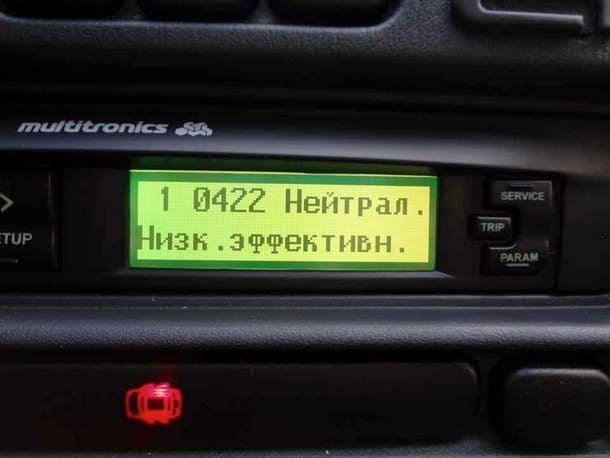 multitronics
1 0422 Нейтрал.
Низк.эффективн.
SERVICE
TRIP
PARAM